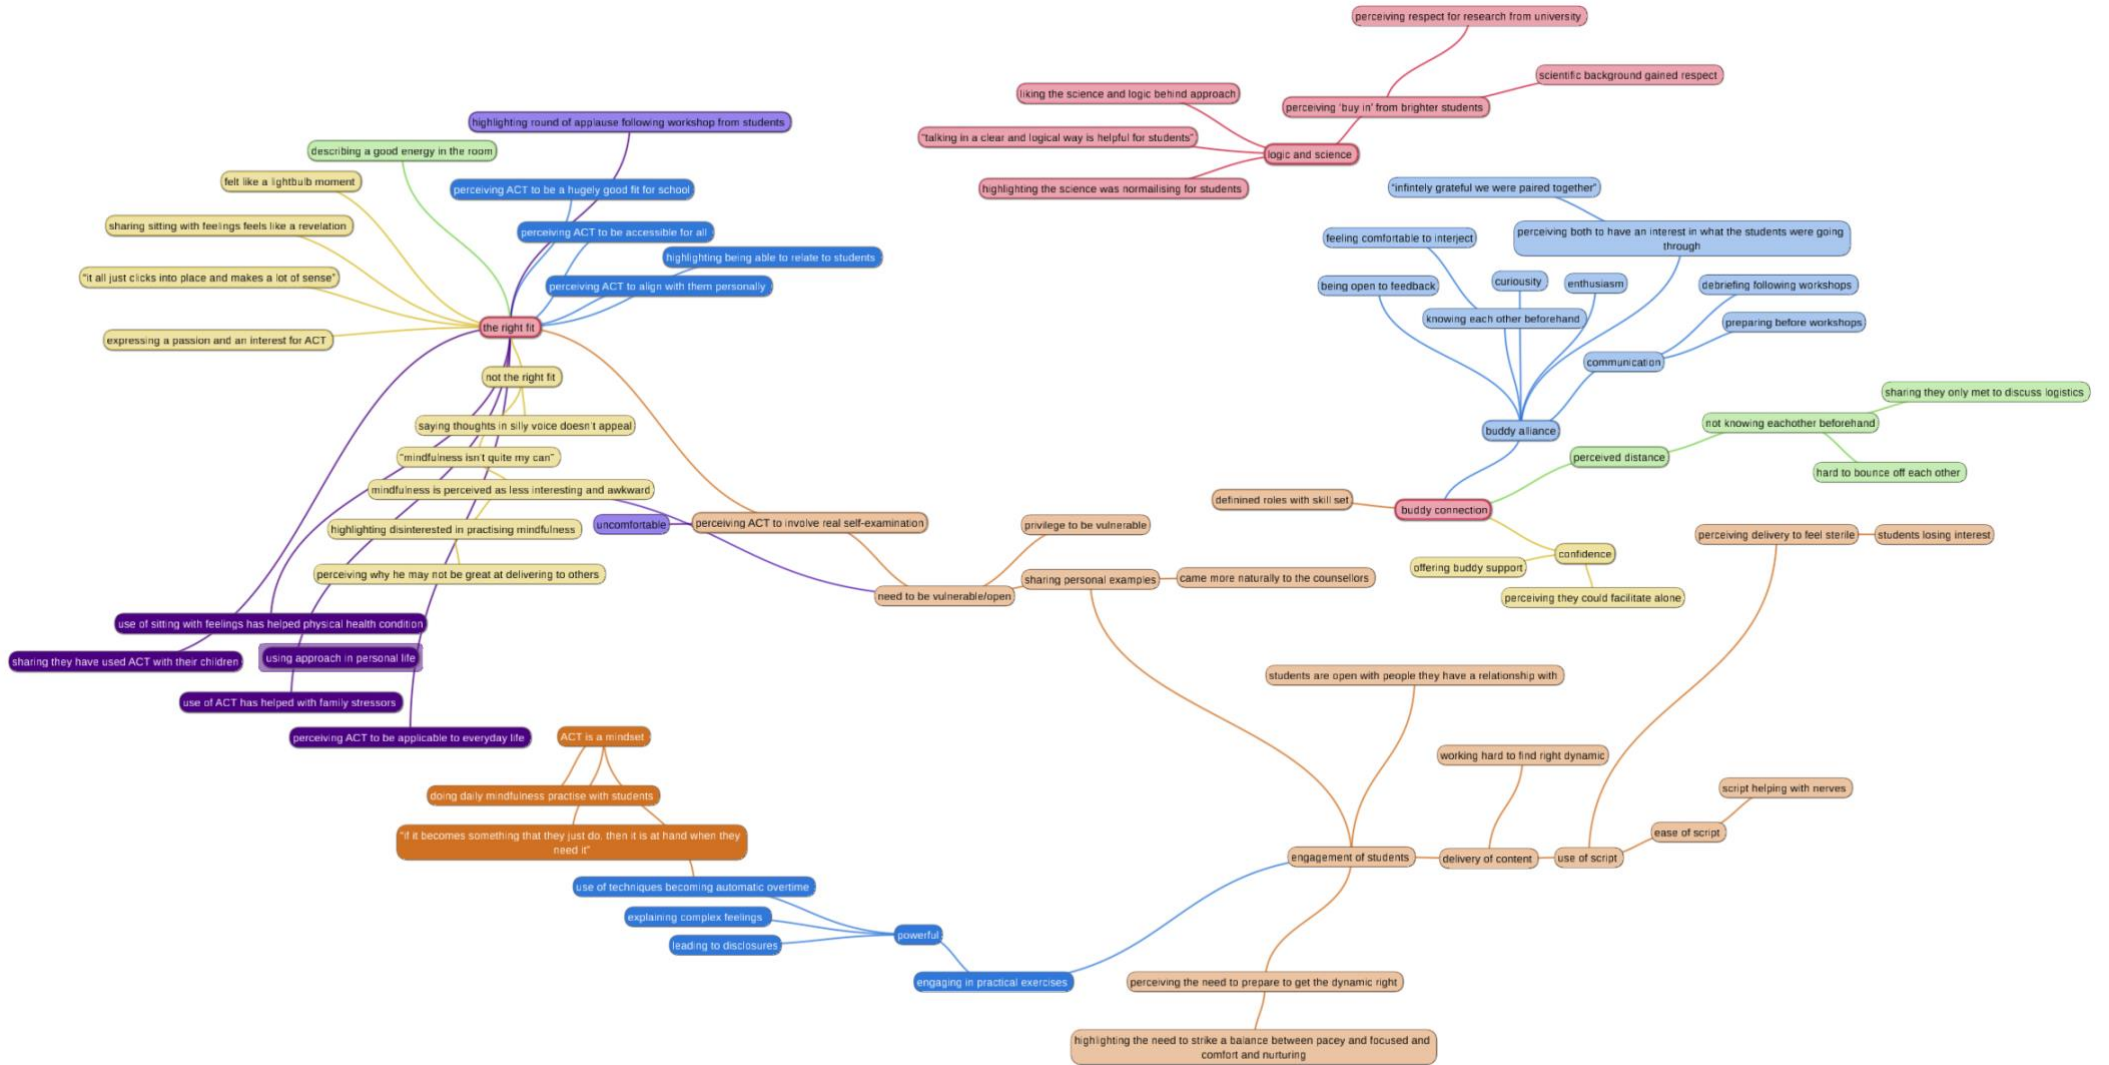 perceiving respect for research from university
scientific background gained respect
liking the science and logic behind approach
perceiving 'buy in' from brighter students
"talking in a clear and logical way is helpful for students"
logic and science
highlighting the science was normailising for students
highlighting round of applause following workshop from students
describing a good energy in the room
felt like a lightbulb moment
perceiving ACT to be a hugely good fit for school
sharing sitting with feelings feels like a revelation
perceiving ACT to be accessible for all
highlighting being able to relate to students
"it all just clicks into place and makes a lot of sense"
perceiving ACT to align with them personally
the right fit
expressing a passion and an interest for ACT
not the right fit
saying thoughts in silly voice doesn't appeal
"mindfulness isn't quite my can"
mindfulness is perceived as less interesting and awkward
highlighting disinterested in practising mindfulness
perceiving why he may not be great at delivering to others
uncomfortable
perceiving ACT to involve real self-examination
need to be vulnerable/open
privilege to be vulnerable
sharing personal examples
came more naturally to the counsellors
use of sitting with feelings has helped physical health condition
sharing they have used ACT with their children
using approach in personal life
use of ACT has helped with family stressors
perceiving ACT to be applicable to everyday life
"infintely grateful we were paired together"
perceiving both to have an interest in what the students were going
through
feeling comfortable to interject
being open to feedback
curiousity
enthusiasm
debriefing following workshops
knowing each other beforehand
preparing before workshops
communication
buddy alliance
sharing they only met to discuss logistics
not knowing eachother beforehand
perceived distance
hard to bounce off each other
definined roles with skill set
buddy connection
confidence
offering buddy support
perceiving they could facilitate alone
perceiving delivery to feel sterile
students losing interest
students are open with people they have a relationship with
working hard to find right dynamic
script helping with nerves
ease of script
engagement of students
delivery of content
use of script
ACT is a mindset
doing daily mindfulness practise with students
"if it becomes something that they just do, then it is at hand when they
need it"
use of techniques becoming automatic overtime
explaining complex feelings
leading to disclosures
powerful
engaging in practical exercises
perceiving the need to prepare to get the dynamic right
highlighting the need to strike a balance between pacey and focused and
comfort and nurturing